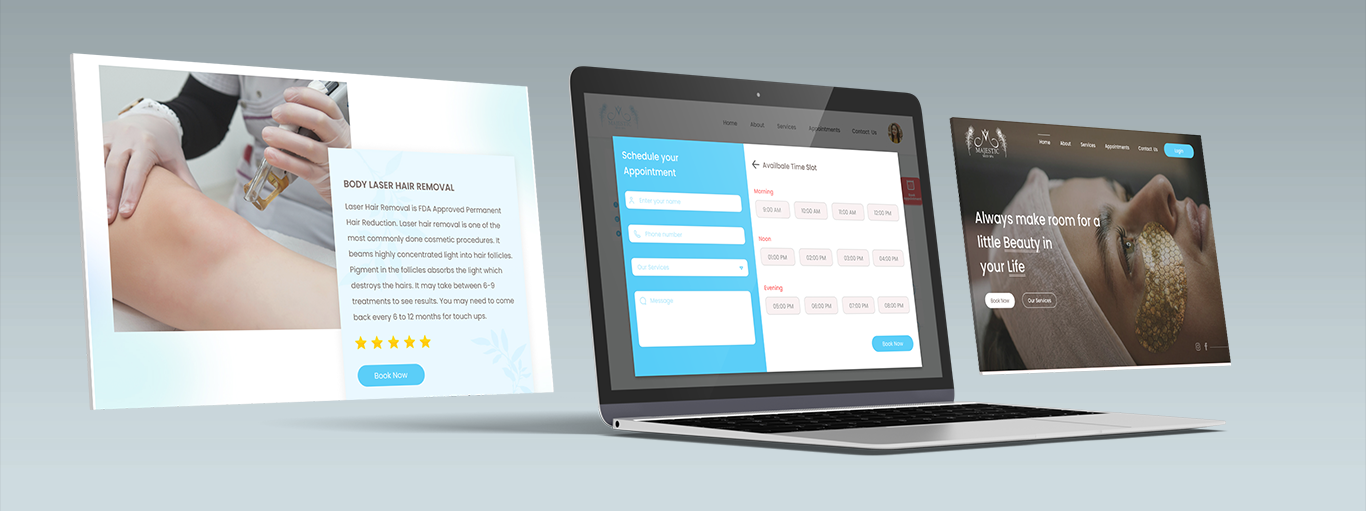 BODY LASER HAIR REMOVAL
Laser Hair Removal is FDA Approved Permanent
Hair Reduction. Laser hair removal is one of the
most commonly done cosmetic procedures. It
beams highly concentrated light into hair follicles.
Pigment in the follicles absorbs the light which
destroys the hairs. It may take between 6-9
treatments to see results. You may need to come
back every 6 to 12 months for touch ups.
Book Now
Home About Services Appointments Contact Us
Schedule your
Appointment
Enter your name
Phone number
Our Services
Message
Availbale Time Slot
Morning
9:00 AM 10:00 AM 11:00 AM 12:00 PM
Noon
01:00 PM 02:00 PM 03:00 PM 04:00 PM
Evening
05:00 PM 06:00 PM 07:00 PM 08:00 PM
Book Now
MAJESTIC
Home About Services Appointments Contact Us Login
Always make room for a
little Beauty in
your Life
Book Now Our Services